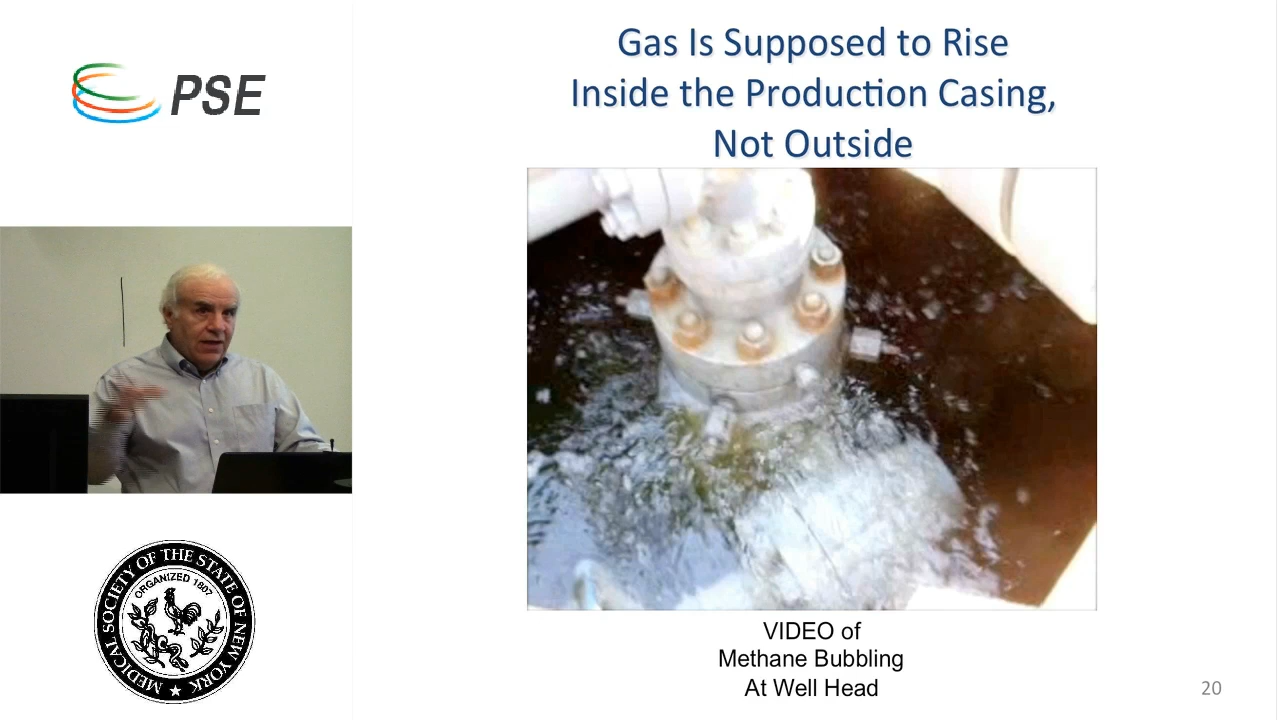 PSE
Gas Is Supposed to Rise
Inside the Production Casing,
Not Outside
VIDEO of
Methane Bubbling
At Well Head
20
MEDICAL SOCIETY OF THE STATE OF NEW YORK
ORGANIZED 1807